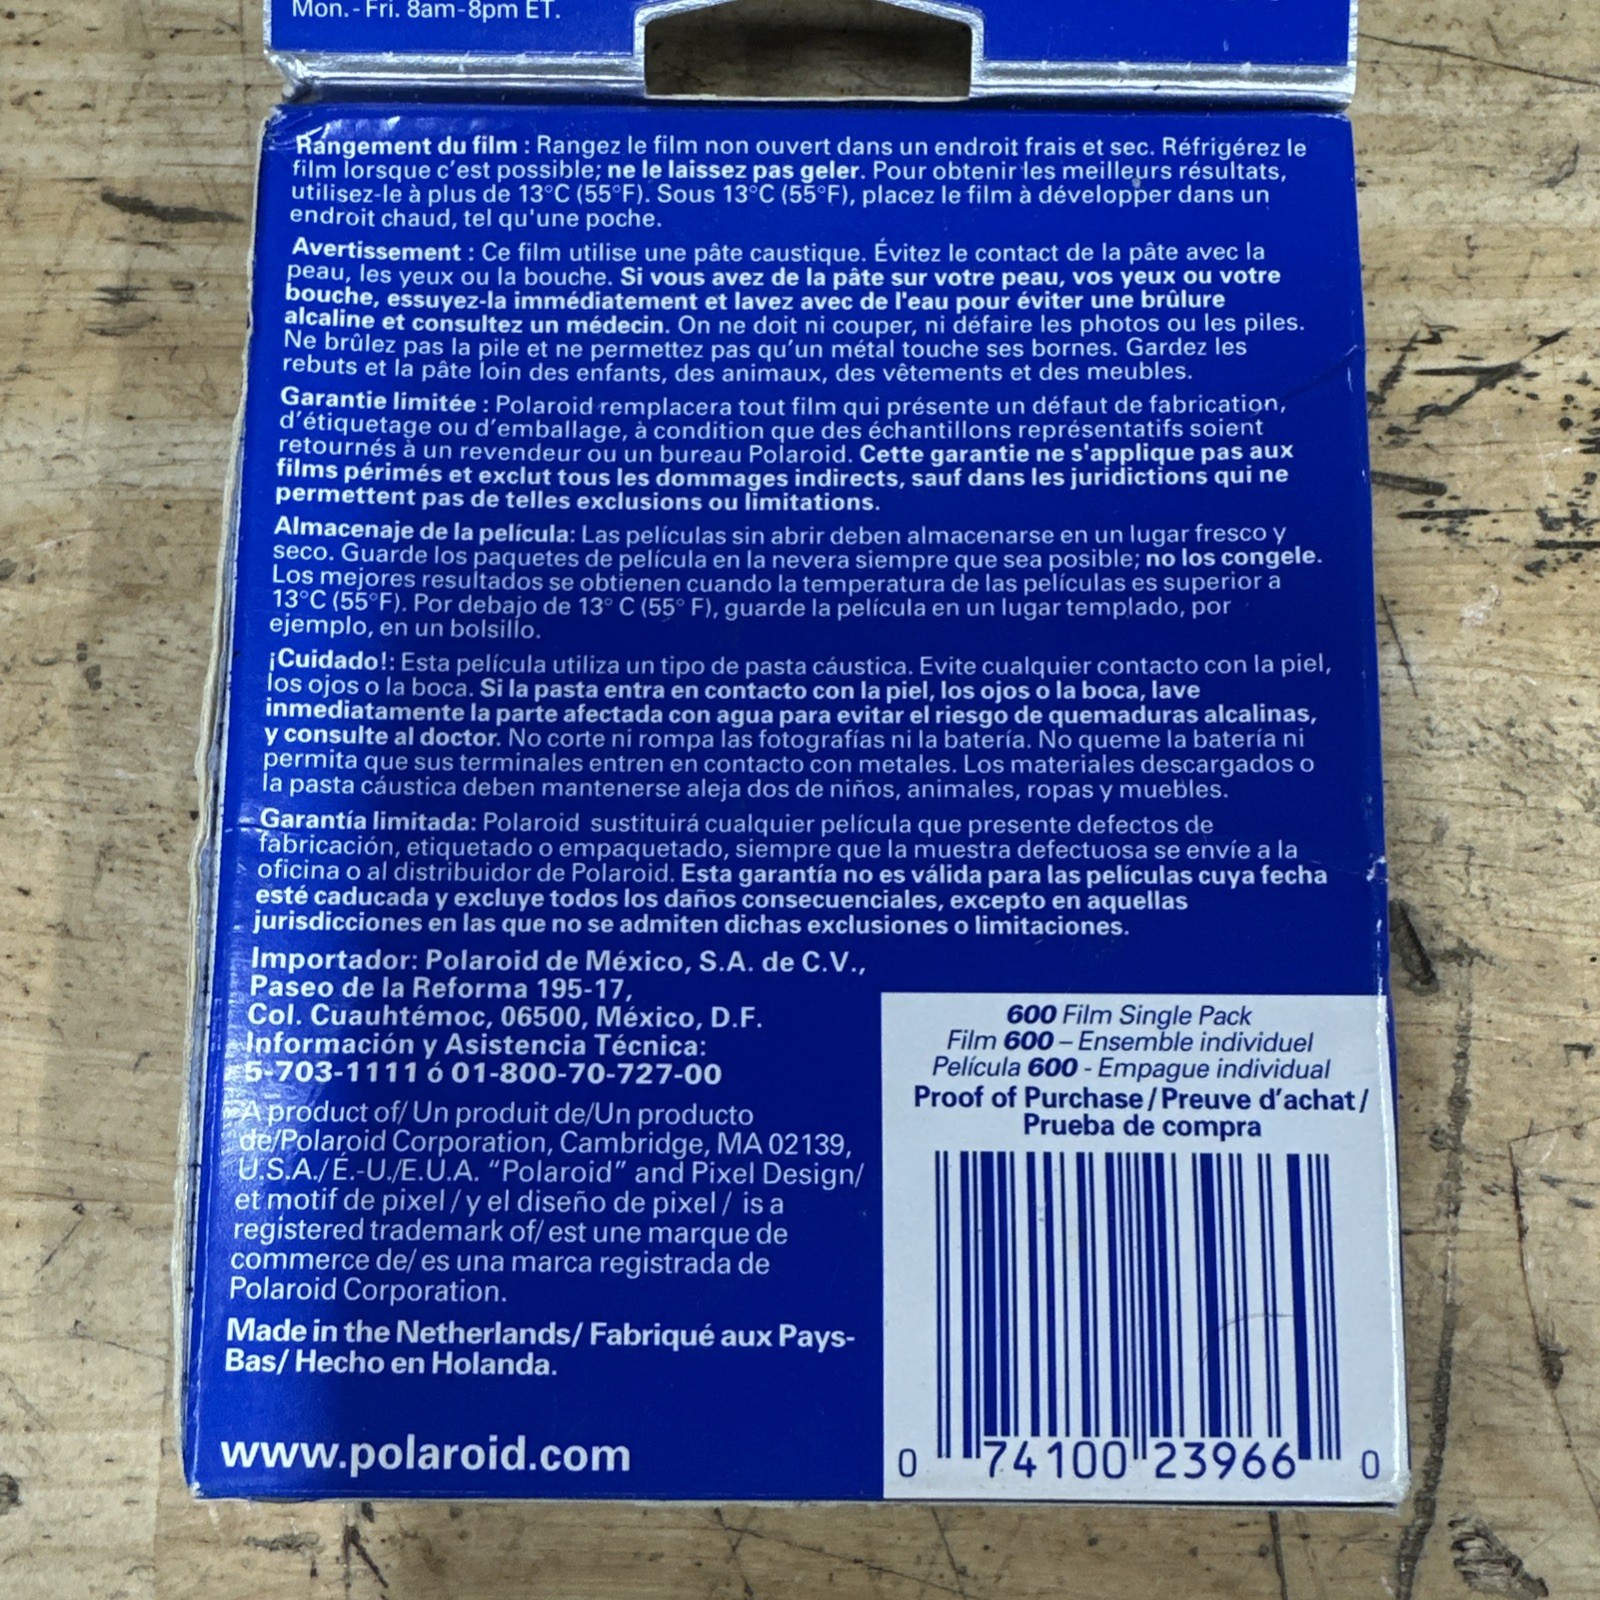 Mon. - Fri. 8am-8pm ET.
Rangement du film : Rangez le film non ouvert dans un endroit frais et sec. Réfrigérez le
film lorsque c'est possible; ne le laissez pas geler. Pour obtenir les meilleurs résultats,
utilisez-le à plus de 13°C (55°F). Sous 13°C (55°F), placez le film à développer dans un
endroit chaud, tel qu'une poche.
Avertissement : Ce film utilise une pâte caustique. Évitez le contact de la pâte avec la
peau, les yeux ou la bouche. Si vous avez de la pâte sur votre peau, vos yeux ou votre
bouche, essuyez-la immédiatement et lavez avec de l'eau pour éviter une brûlure
alcaline et consultez un médecin. On ne doit ni couper, ni défaire les photos ou les piles.
Ne brûlez pas la pile et ne permettez pas qu'un métal touche ses bornes. Gardez les
rebuts et la pâte loin des enfants, des animaux, des vêtements et des meubles.
Garantie limitée : Polaroid remplacera tout film qui présente un défaut de fabrication,
d'étiquetage ou d'emballage, à condition que des échantillons représentatifs soient
retournés à un revendeur ou un bureau Polaroid. Cette garantie ne s'applique pas aux
films périmés et exclut tous les dommages indirects, sauf dans les juridictions qui ne
permettent pas de telles exclusions ou limitations.
Almacenaje de la película: Las películas sin abrir deben almacenarse en un lugar fresco y
seco. Guarde los paquetes de película en la nevera siempre que sea posible; no los congele.
Los mejores resultados se obtienen cuando la temperatura de las películas es superior a
13°C (55°F). Por debajo de 13° C (55° F), guarde la película en un lugar templado, por
ejemplo, en un bolsillo.
¡Cuidado!: Esta película utiliza un tipo de pasta cáustica. Evite cualquier contacto con la piel,
los ojos o la boca. Si la pasta entra en contacto con la piel, los ojos o la boca, lave
inmediatamente la parte afectada con agua para evitar el riesgo de quemaduras alcalinas,
y consulte al doctor. No corte ni rompa las fotografías ni la batería. No queme la batería ni
permita que sus terminales entren en contacto con metales. Los materiales descargados o
la pasta cáustica deben mantenerse aleja dos de niños, animales, ropas y muebles.
Garantía limitada: Polaroid sustituirá cualquier película que presente defectos de
fabricación, etiquetado o empaquetado, siempre que la muestra defectuosa se envíe a la
oficina o al distribuidor de Polaroid. Esta garantía no es válida para las películas cuya fecha
esté caducada y excluye todos los daños consecuenciales, excepto en aquellas
jurisdicciones en las que no se admiten dichas exclusiones o limitaciones.
Importador: Polaroid de México, S.A. de C.V.,
Paseo de la Reforma 195-17,
Col. Cuauhtémoc, 06500, México, D.F.
Información y Asistencia Técnica:
5-703-1111 ó 01-800-70-727-00
A product of/ Un produit de/Un producto
de/Polaroid Corporation, Cambridge, MA 02139,
U.S.A./É.-U./E.U.A. "Polaroid" and Pixel Design/
et motif de pixel / y el diseño de pixel / is a
registered trademark of/ est une marque de
commerce de/ es una marca registrada de
Polaroid Corporation.
Made in the Netherlands/ Fabriqué aux Pays-
Bas/ Hecho en Holanda.
www.polaroid.com
600 Film Single Pack
Film 600 – Ensemble individuel
Película 600 - Empague individual
Proof of Purchase / Preuve d'achat /
Prueba de compra
0 74100 23966 0